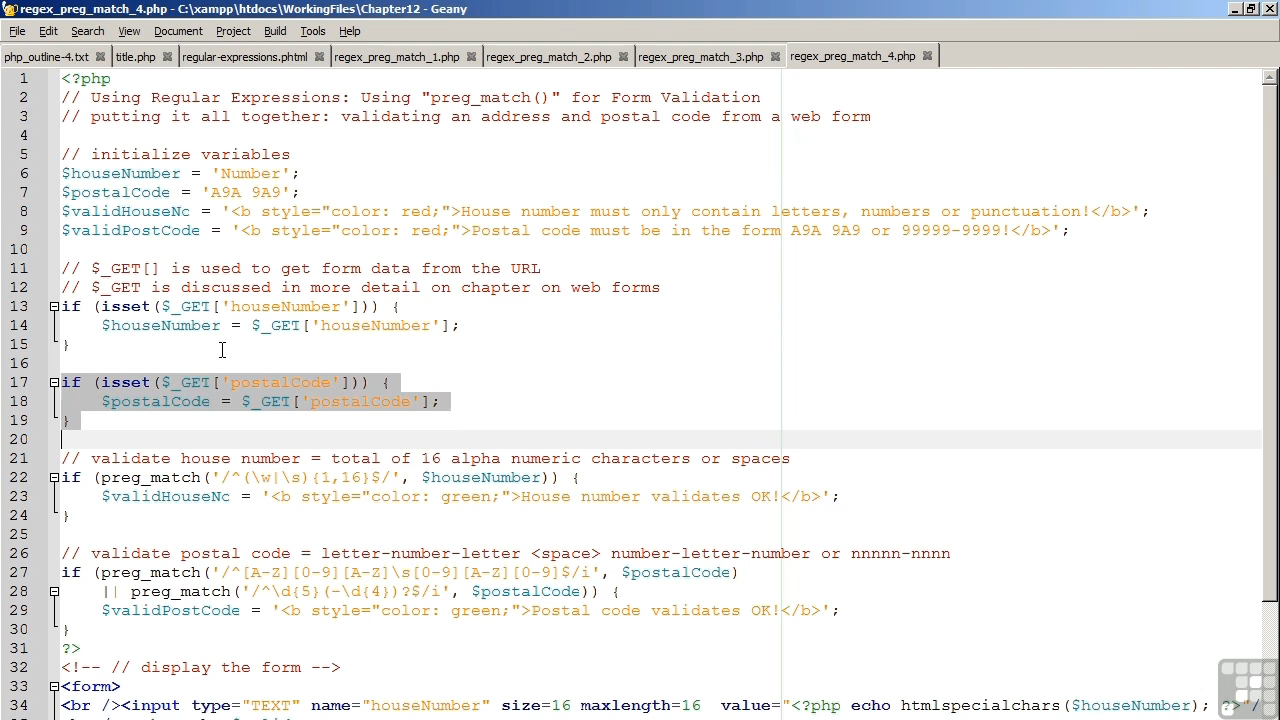 regex_preg_match_4.php - C:\xampp\htdocs\WorkingFiles\Chapter12 - Geany
File Edit Search View Document Project Build Tools Help
php_outline-4.txt title.php regular-expressions.phtml regex_preg_match_1.php regex_preg_match_2.php regex_preg_match_3.php regex_preg_match_4.php
1 <?php
2 // Using Regular Expressions: Using "preg_match()" for Form Validation
3 // putting it all together: validating an address and postal code from a web form
4
5 // initialize variables
6 $houseNumber = 'Number';
7 $postalCode = 'A9A 9A9';
8 $validHouseNc = '<b style="color: red;">House number must only contain letters, numbers or punctuation!</b>';
9 $validPostCode = '<b style="color: red;">Postal code must be in the form A9A 9A9 or 99999-9999!</b>';
10
11 // $_GET[] is used to get form data from the URL
12 // $_GET is discussed in more detail on chapter on web forms
13 if (isset($_GET['houseNumber'])) {
14 $houseNumber = $_GET['houseNumber'];
15 }
16
17 if (isset($_GET['postalCode'])) {
18 $postalCode = $_GET['postalCode'];
19 }
20
21 // validate house number = total of 16 alpha numeric characters or spaces
22 if (preg_match('/^(\w|\s){1,16}$/', $houseNumber)) {
23 $validHouseNc = '<b style="color: green;">House number validates OK!</b>';
24 }
25
26 // validate postal code = letter-number-letter <space> number-letter-number or nnnnn-nnnn
27 if (preg_match('/^[A-Z][0-9][A-Z]\s[0-9][A-Z][0-9]$/i', $postalCode)
28 || preg_match('/^\d{5}(-\d{4})?$/i', $postalCode)) {
29 $validPostCode = '<b style="color: green;">Postal code validates OK!</b>';
30 }
31 ?>
32 <!-- // display the form -->
33 <form>
34 <br /><input type="TEXT" name="houseNumber" size=16 maxlength=16 value="<?php echo htmlspecialchars($houseNumber); ?>"/